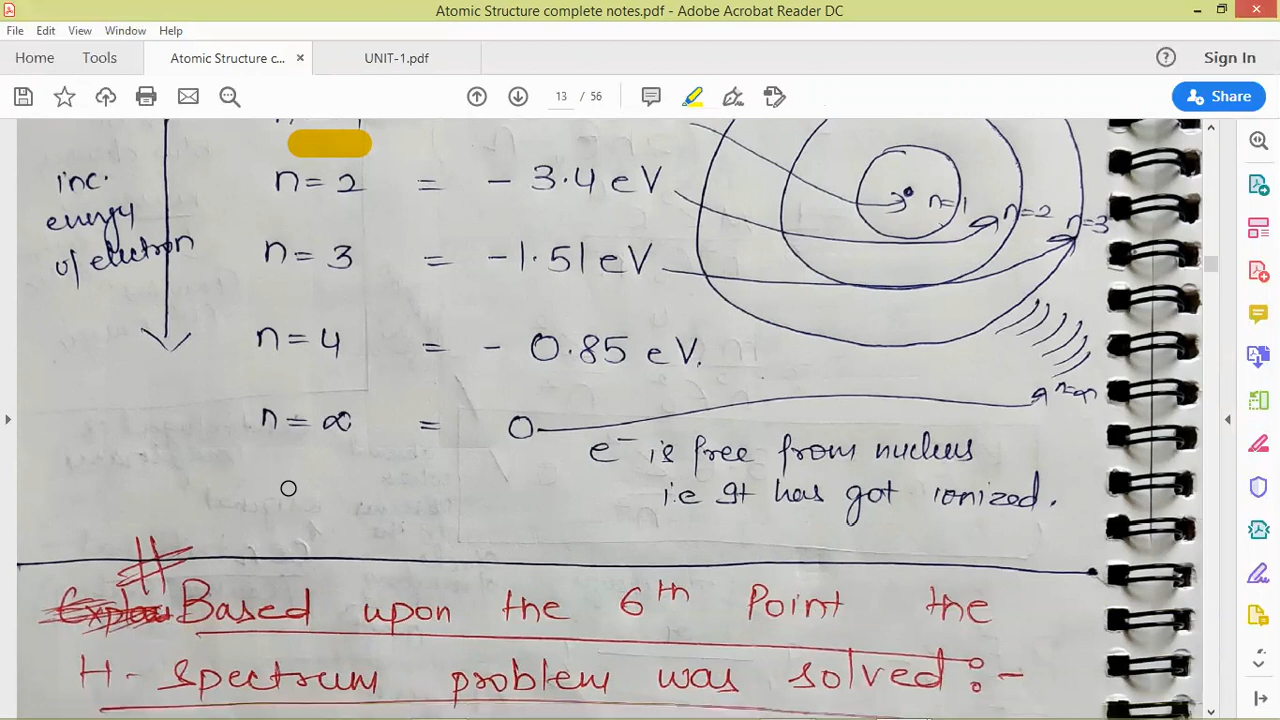 Atomic Structure complete notes.pdf - Adobe Acrobat Reader DC
File Edit View Window Help
Home Tools Atomic Structure c... × UNIT-1.pdf Sign In
13 / 56 Share
inc.
energy
of electron
n = 2 = - 3.4 eV
n = 3 = -1.51 eV
n = 4 = - 0.85 eV.
n = ∞ = 0
n=1
n=2
n=3
n=∞
e⁻ is free from nucleus
i.e It has got ionized.
# Based upon the 6th Point the
H - spectrum problem was solved :-